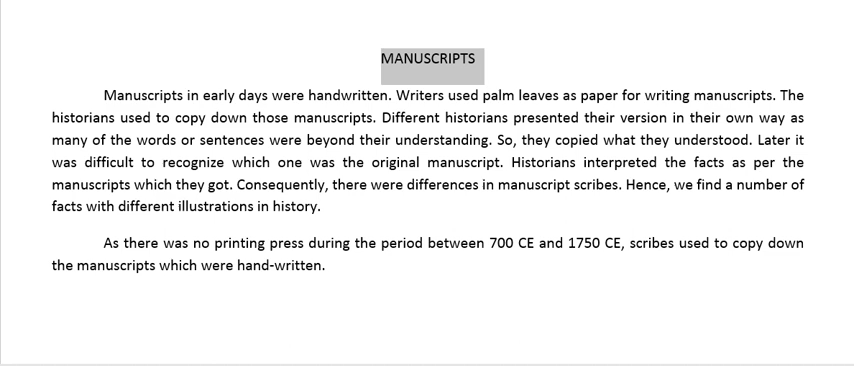 MANUSCRIPTS
Manuscripts in early days were handwritten. Writers used palm leaves as paper for writing manuscripts. The
historians used to copy down those manuscripts. Different historians presented their version in their own way as
many of the words or sentences were beyond their understanding. So, they copied what they understood. Later it
was difficult to recognize which one was the original manuscript. Historians interpreted the facts as per the
manuscripts which they got. Consequently, there were differences in manuscript scribes. Hence, we find a number of
facts with different illustrations in history.
As there was no printing press during the period between 700 CE and 1750 CE, scribes used to copy down
the manuscripts which were hand-written.